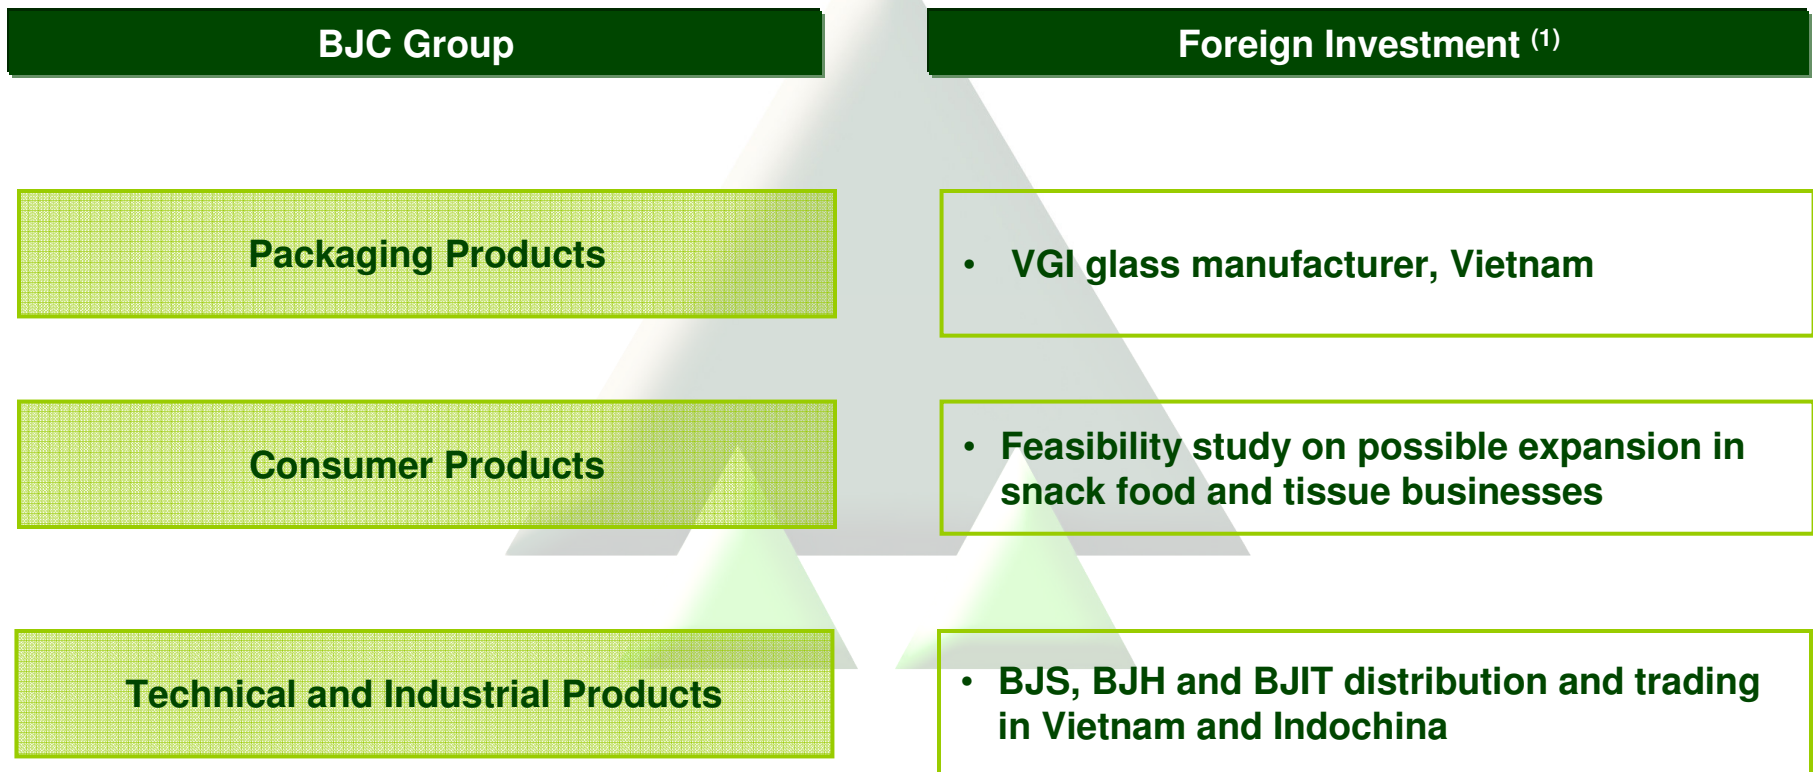 BJC Group
Foreign Investment (1)
Packaging Products
• VGI glass manufacturer, Vietnam
Consumer Products
• Feasibility study on possible expansion in
snack food and tissue businesses
Technical and Industrial Products
• BJS, BJH and BJIT distribution and trading
in Vietnam and Indochina